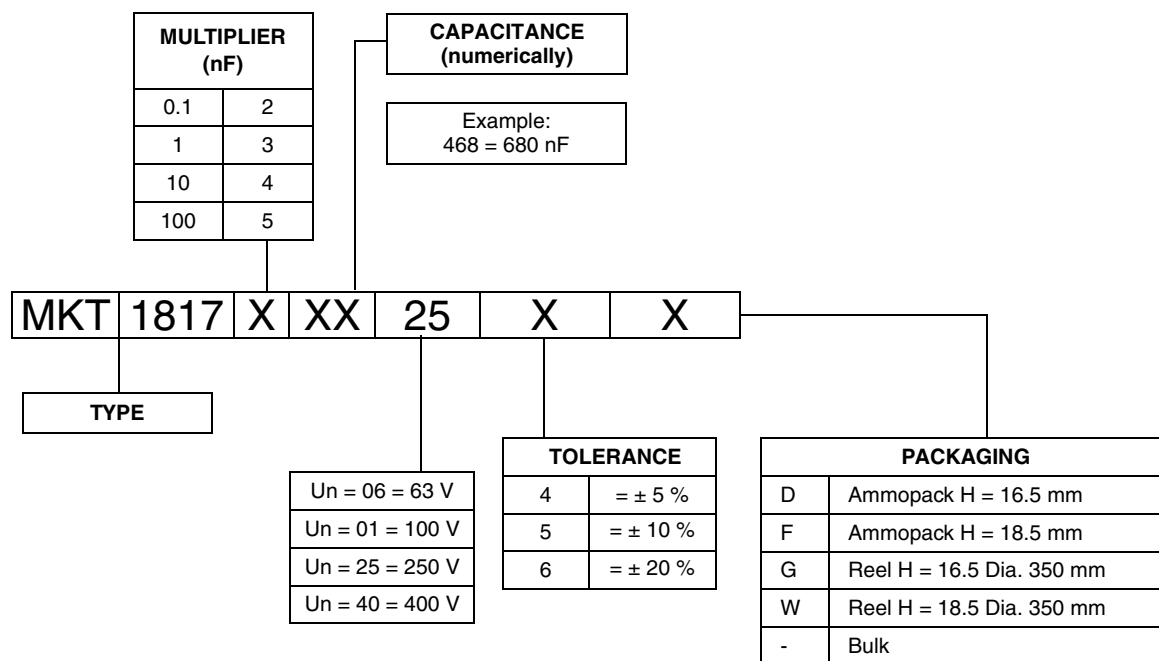 MULTIPLIER
(nF)
0.1 2
1 3
10 4
100 5
CAPACITANCE
(numerically)
Example:
468 = 680 nF
MKT 1817 X XX 25 X X
TYPE
Un = 06 = 63 V
Un = 01 = 100 V
Un = 25 = 250 V
Un = 40 = 400 V
TOLERANCE
4 = ± 5 %
5 = ± 10 %
6 = ± 20 %
PACKAGING
D Ammopack H = 16.5 mm
F Ammopack H = 18.5 mm
G Reel H = 16.5 Dia. 350 mm
W Reel H = 18.5 Dia. 350 mm
- Bulk